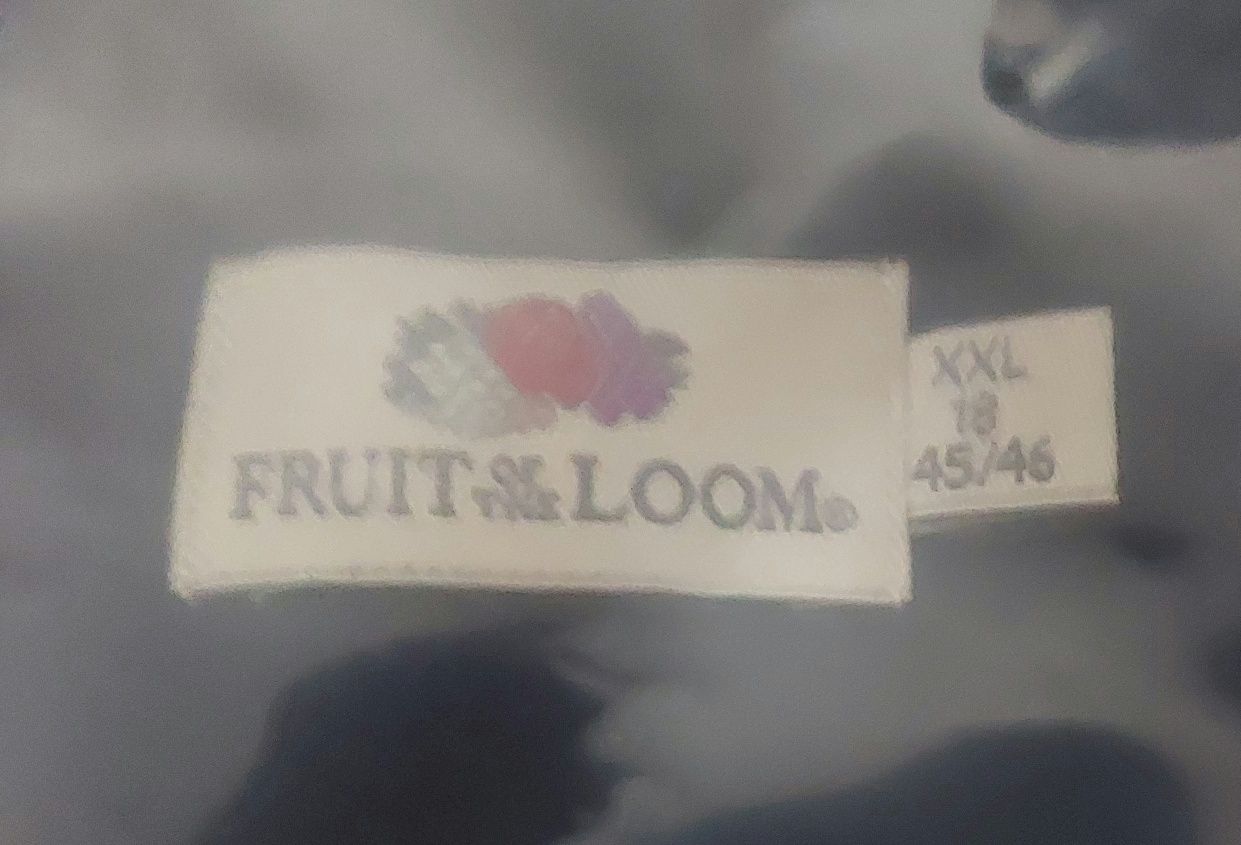 FRUIT OF THE LOOM®
XXL
18
45/46